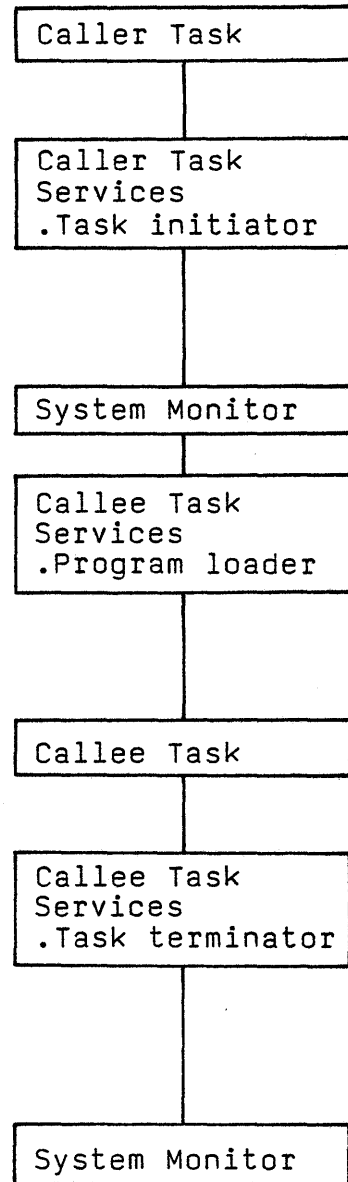 Caller Task
Caller Task
Services
.Task initiator
System Monitor
Callee Task
Services
.Program loader
Callee Task
Callee Task
Services
.Task terminator
System Monitor